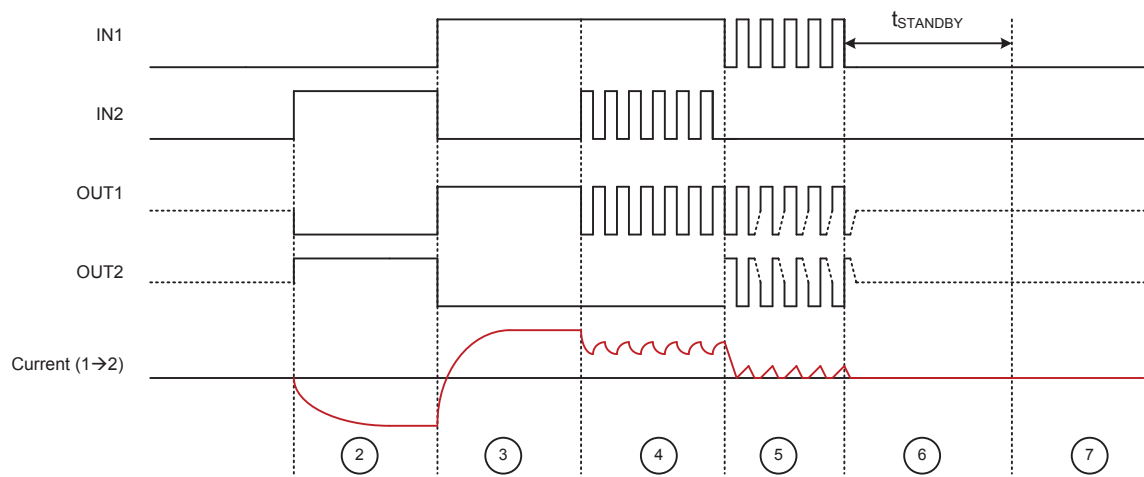 IN1
tSTANDBY
IN2
OUT1
OUT2
Current (1→2)
2
3
4
5
6
7